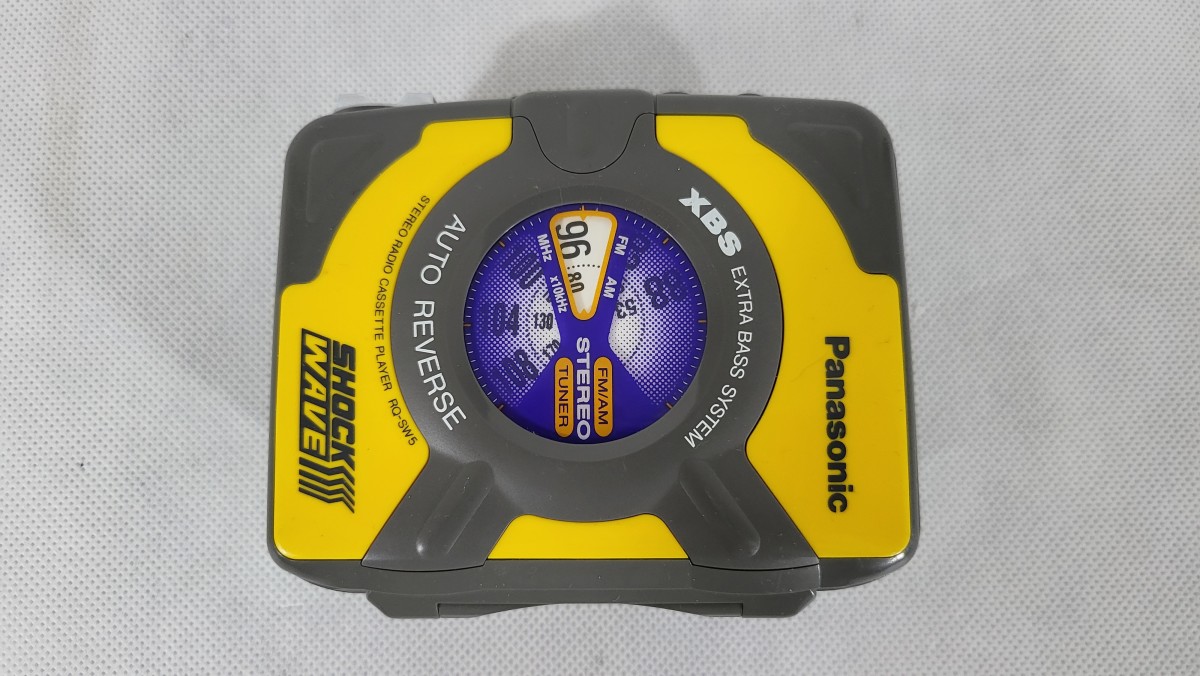 Panasonic
XBS EXTRA BASS SYSTEM
FM
AM
96
80
MHz
x10kHz
130
FM/AM
STEREO
TUNER
AUTO REVERSE
STEREO RADIO CASSETTE PLAYER RQ-SW5
SHOCK
WAVE